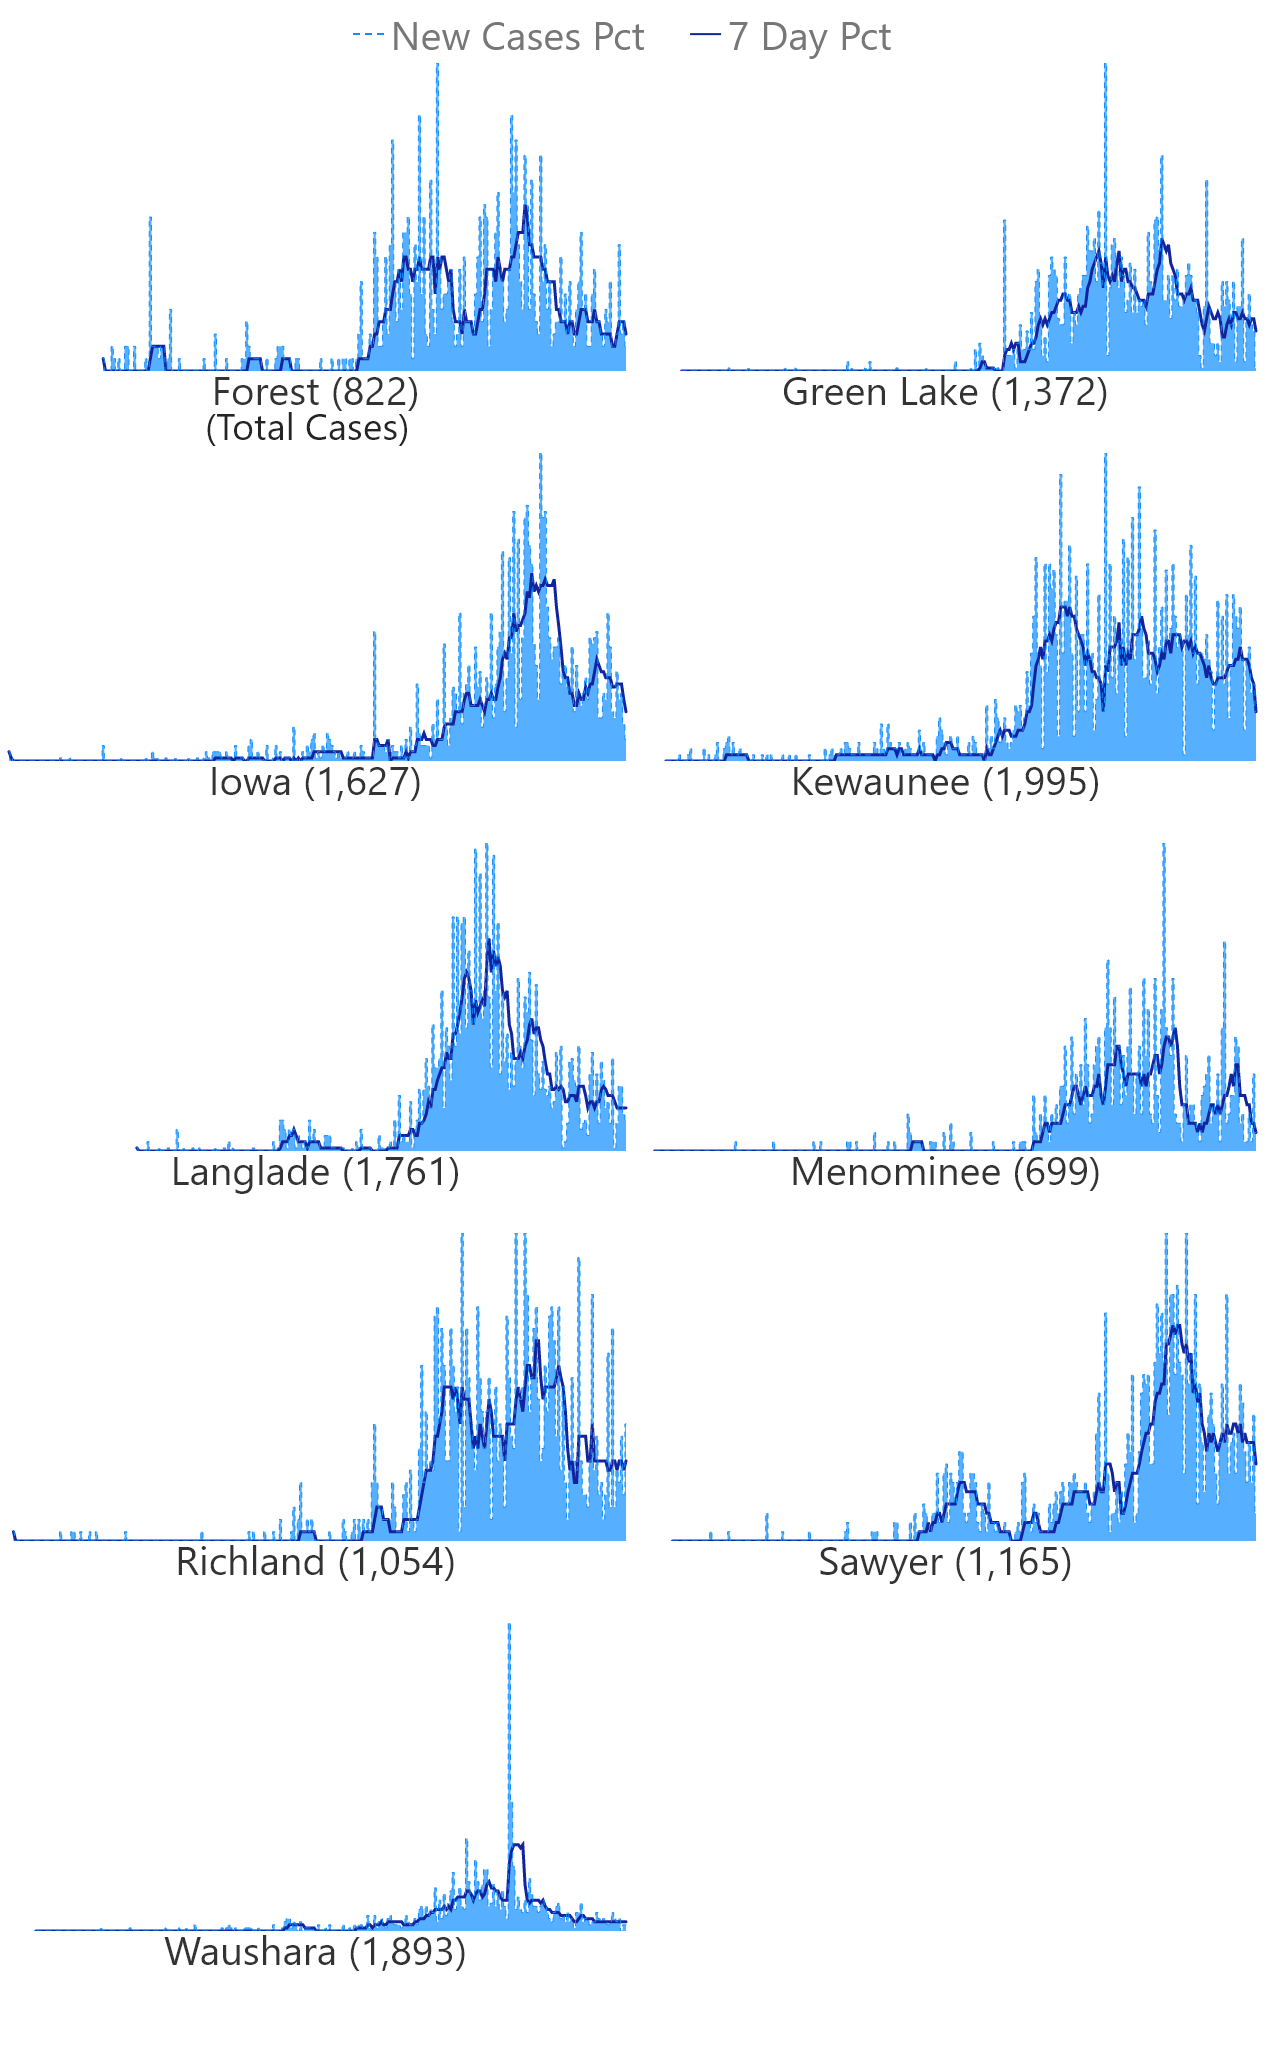 New Cases Pct 7 Day Pct
Forest (822)
(Total Cases)
Green Lake (1,372)
Iowa (1,627)
Kewaunee (1,995)
Langlade (1,761)
Menominee (699)
Richland (1,054)
Sawyer (1,165)
Waushara (1,893)